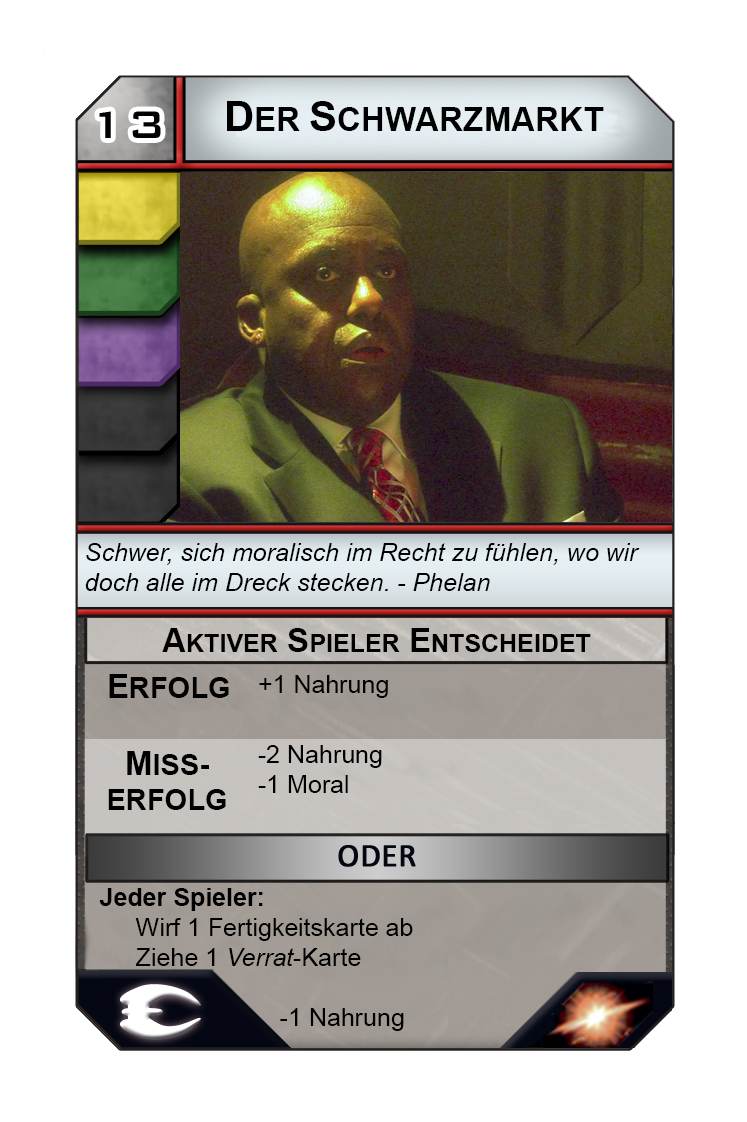 13
DER SCHWARZMARKT
Schwer, sich moralisch im Recht zu fühlen, wo wir
doch alle im Dreck stecken. - Phelan
AKTIVER SPIELER ENTSCHEIDET
ERFOLG +1 Nahrung
MISS-
ERFOLG
-2 Nahrung
-1 Moral
ODER
Jeder Spieler:
Wirf 1 Fertigkeitskarte ab
Ziehe 1 Verrat-Karte
-1 Nahrung